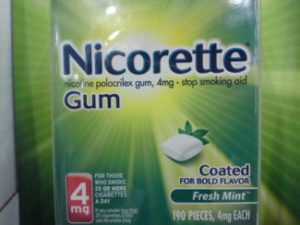 Nicorette
nicotine polacrilex gum, 4mg · stop smoking aid
Gum
4
mg
FOR THOSE
WHO SMOKE
25 OR MORE
CIGARETTES
A DAY
Coated
FOR BOLD FLAVOR
Fresh Mint™
190 PIECES, 4mg EACH